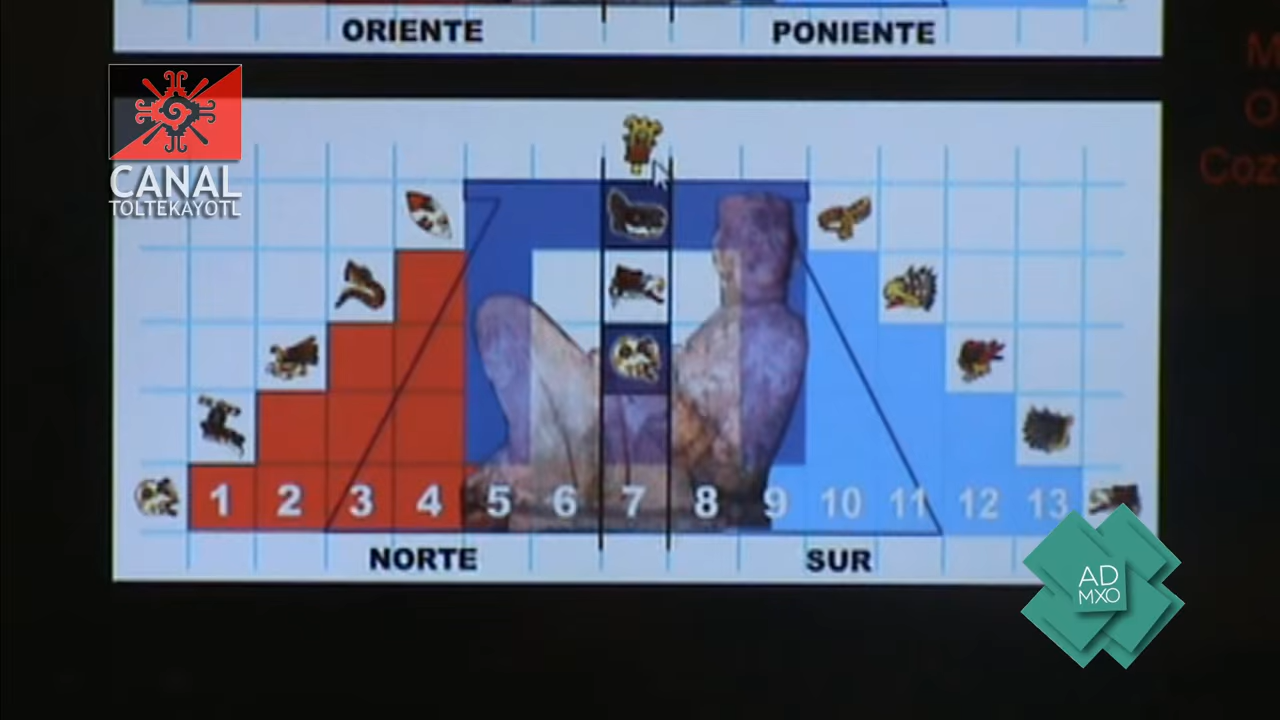 ORIENTE PONIENTE
M
O
Coz
CANAL
TOLTEKAYOTL
1 2 3 4 5 6 7 8 9 10 11 12 13
NORTE SUR
AD
MXO